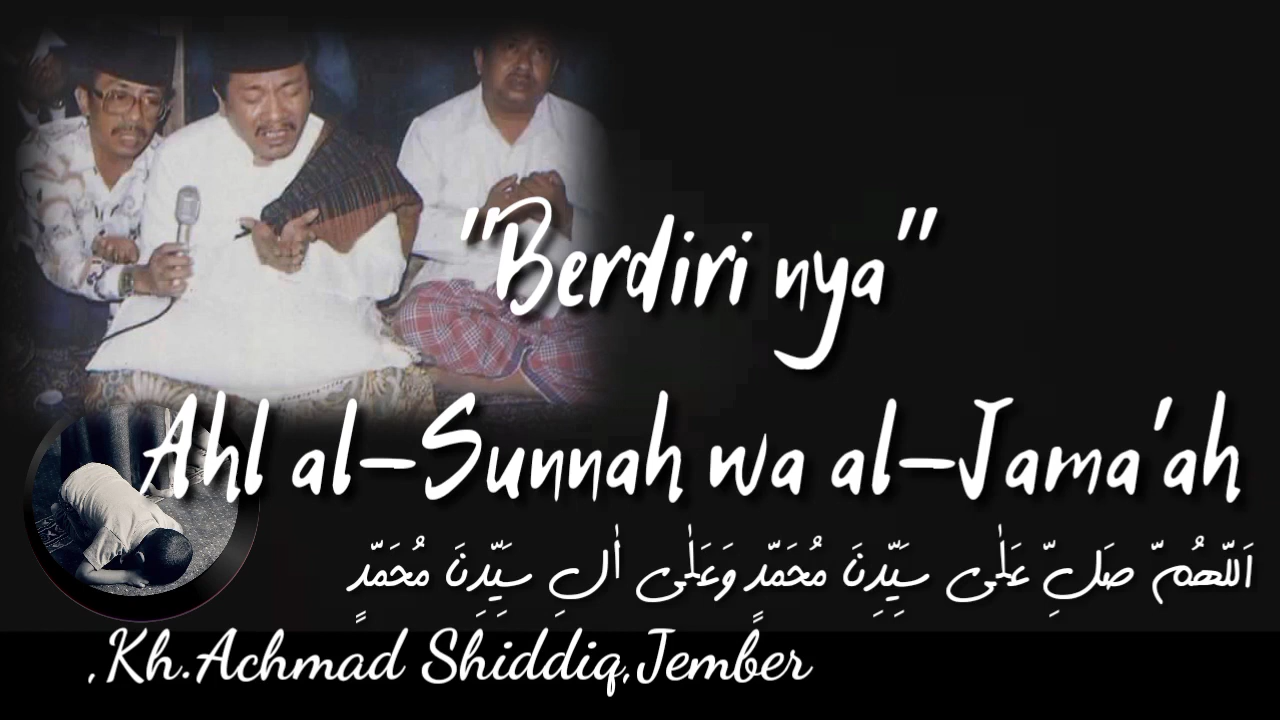 "Berdiri nya"
Ahl al-Sunnah wa al-Jama'ah
اَللّٰهُمَّ صَلِّ عَلٰى سَيِّدِنَ مُحَمَّدٍ وَعَلٰى اٰلِ سَيِّدِنَ مُحَمَّدٍ
,Kh.Achmad Shiddiq,Jember